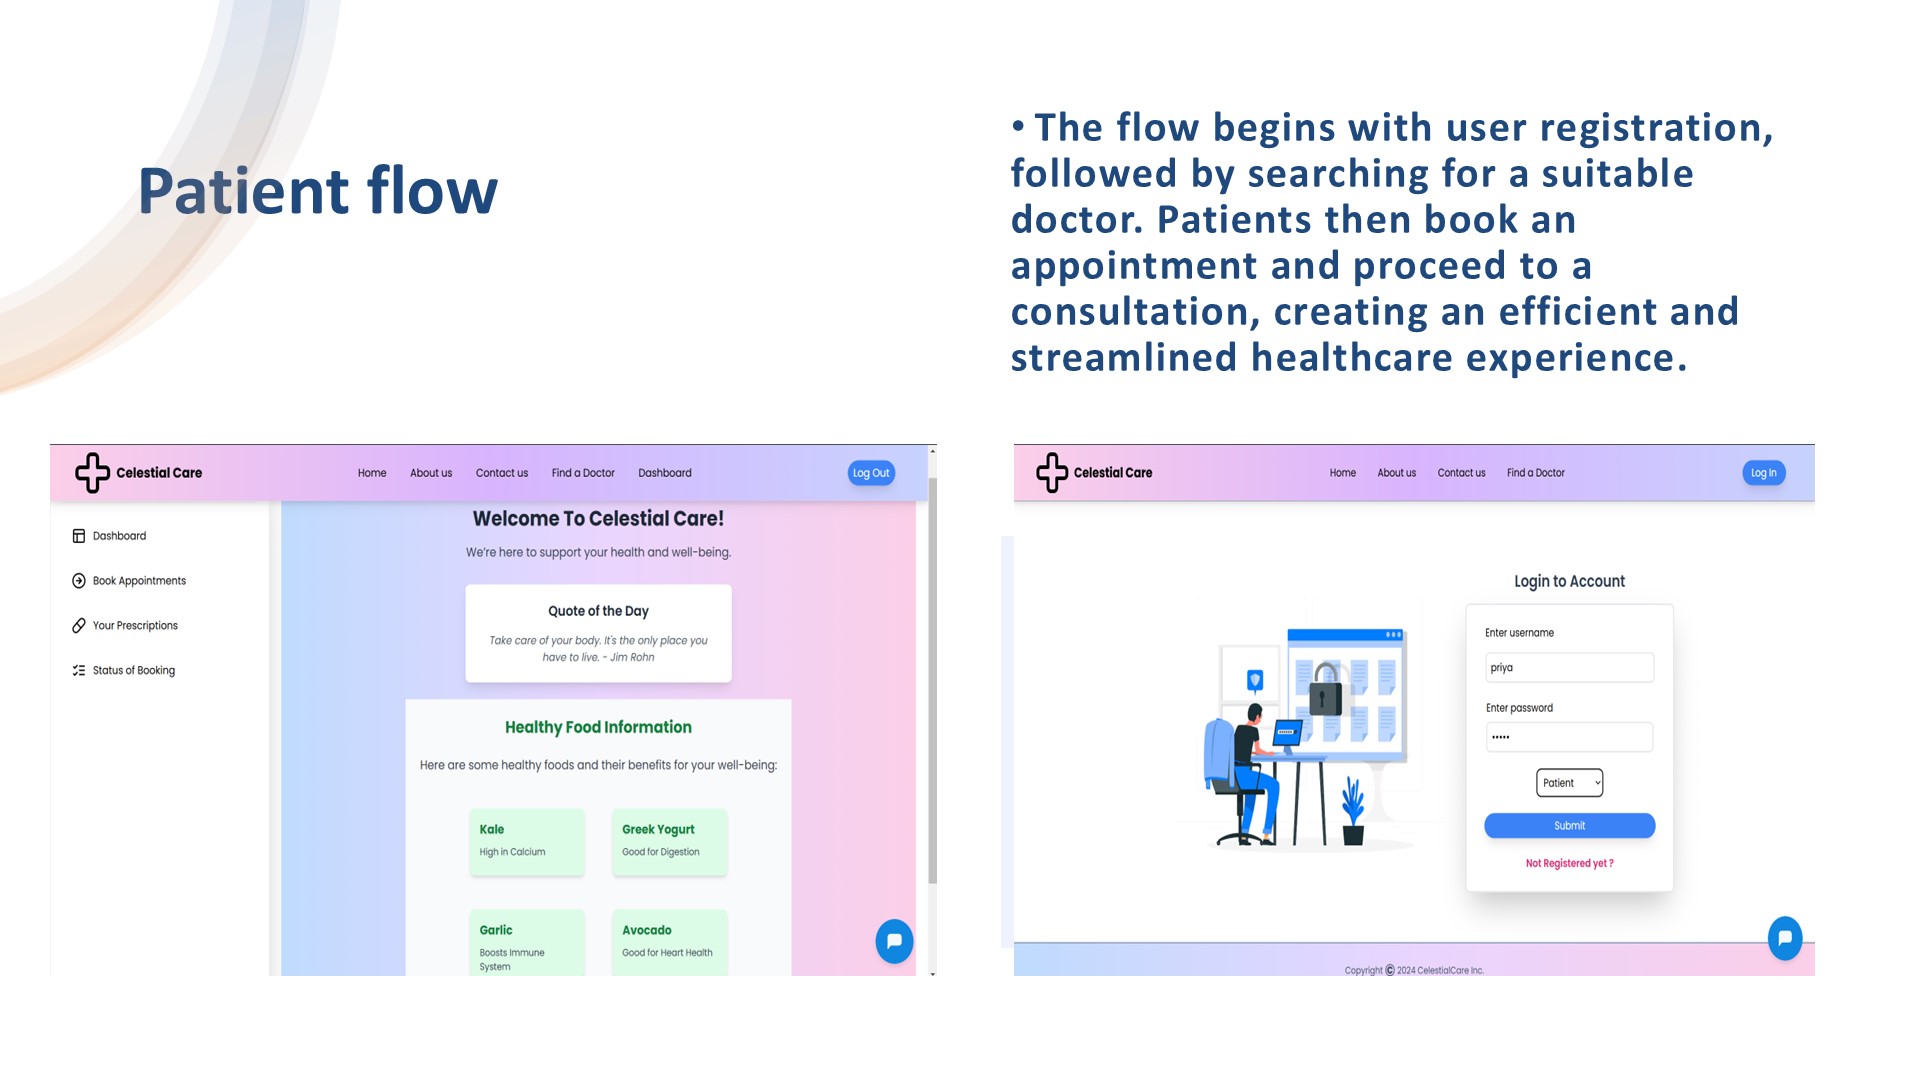 Patient flow
• The flow begins with user registration,
followed by searching for a suitable
doctor. Patients then book an
appointment and proceed to a
consultation, creating an efficient and
streamlined healthcare experience.
Celestial Care
Home About us Contact us Find a Doctor Dashboard
Log Out
Dashboard
Book Appointments
Your Prescriptions
Status of Booking
Welcome To Celestial Care!
We're here to support your health and well-being.
Quote of the Day
Take care of your body. It's the only place you
have to live. - Jim Rohn
Healthy Food Information
Here are some healthy foods and their benefits for your well-being:
Kale
High in Calcium
Greek Yogurt
Good for Digestion
Garlic
Boosts Immune
System
Avocado
Good for Heart Health
Celestial Care
Home About us Contact us Find a Doctor
Log In
Login to Account
Enter username
priya
Enter password
•••••
Patient
Submit
Not Registered yet ?
Copyright © 2024 CelestialCare Inc.